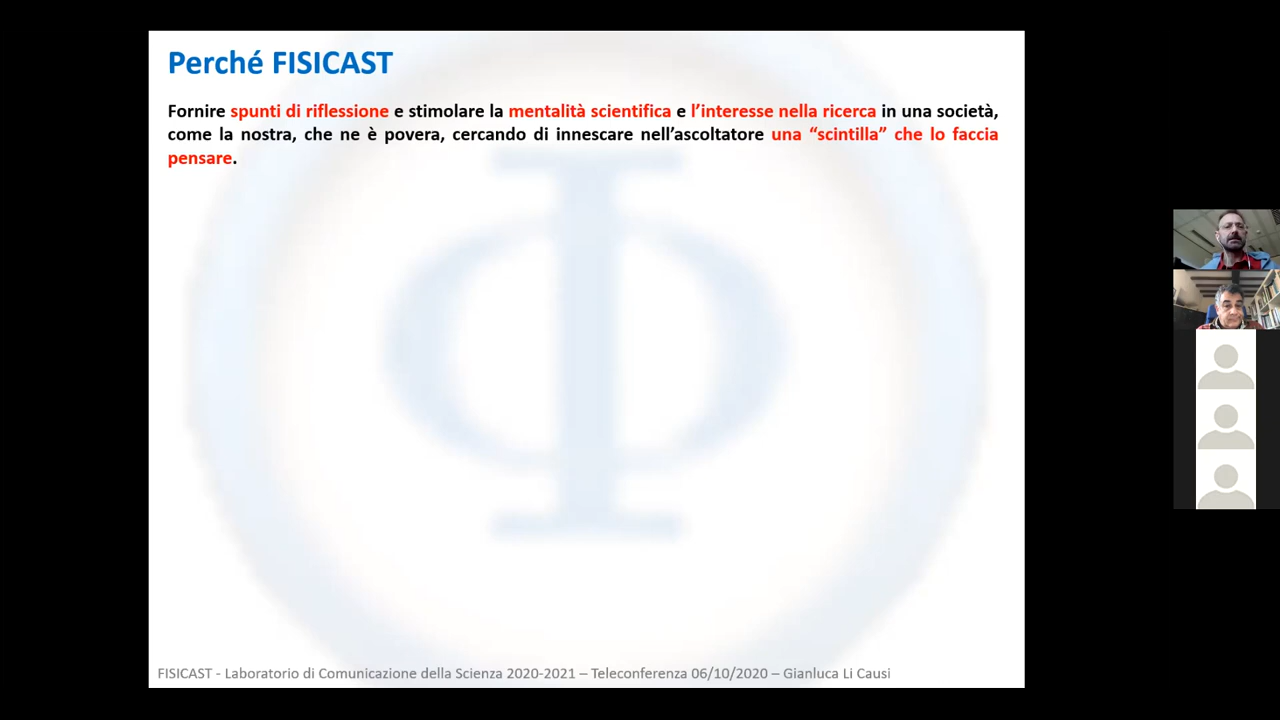 Perché FISICAST
Fornire spunti di riflessione e stimolare la mentalità scientifica e l’interesse nella ricerca in una società,
come la nostra, che ne è povera, cercando di innescare nell’ascoltatore una “scintilla” che lo faccia
pensare.
Φ
FISICAST - Laboratorio di Comunicazione della Scienza 2020-2021 – Teleconferenza 06/10/2020 – Gianluca Li Causi